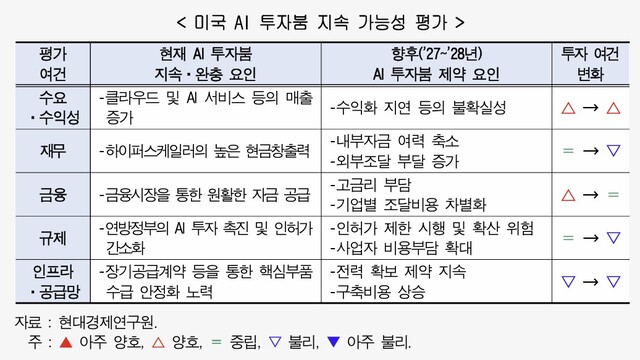 < 미국 AI 투자붐 지속 가능성 평가 >
평가 여건
현재 AI 투자붐 지속·완충 요인
향후('27~'28년) AI 투자붐 제약 요인
투자 여건 변화
수요 ·수익성
-클라우드 및 AI 서비스 등의 매출 증가
-수익화 지연 등의 불확실성
△ → △
재무
-하이퍼스케일러의 높은 현금창출력
-내부자금 여력 축소
-외부조달 부담 증가
= → ▽
금융
-금융시장을 통한 원활한 자금 공급
-고금리 부담
-기업별 조달비용 차별화
△ → =
규제
-연방정부의 AI 투자 촉진 및 인허가 간소화
-인허가 제한 시행 및 확산 위험
-사업자 비용부담 확대
= → ▽
인프라 ·공급망
-장기공급계약 등을 통한 핵심부품 수급 안정화 노력
-전력 확보 제약 지속
-구축비용 상승
▽ → ▽
자료 : 현대경제연구원.
주 : ▲ 아주 양호, △ 양호, = 중립, ▽ 불리, ▼ 아주 불리.